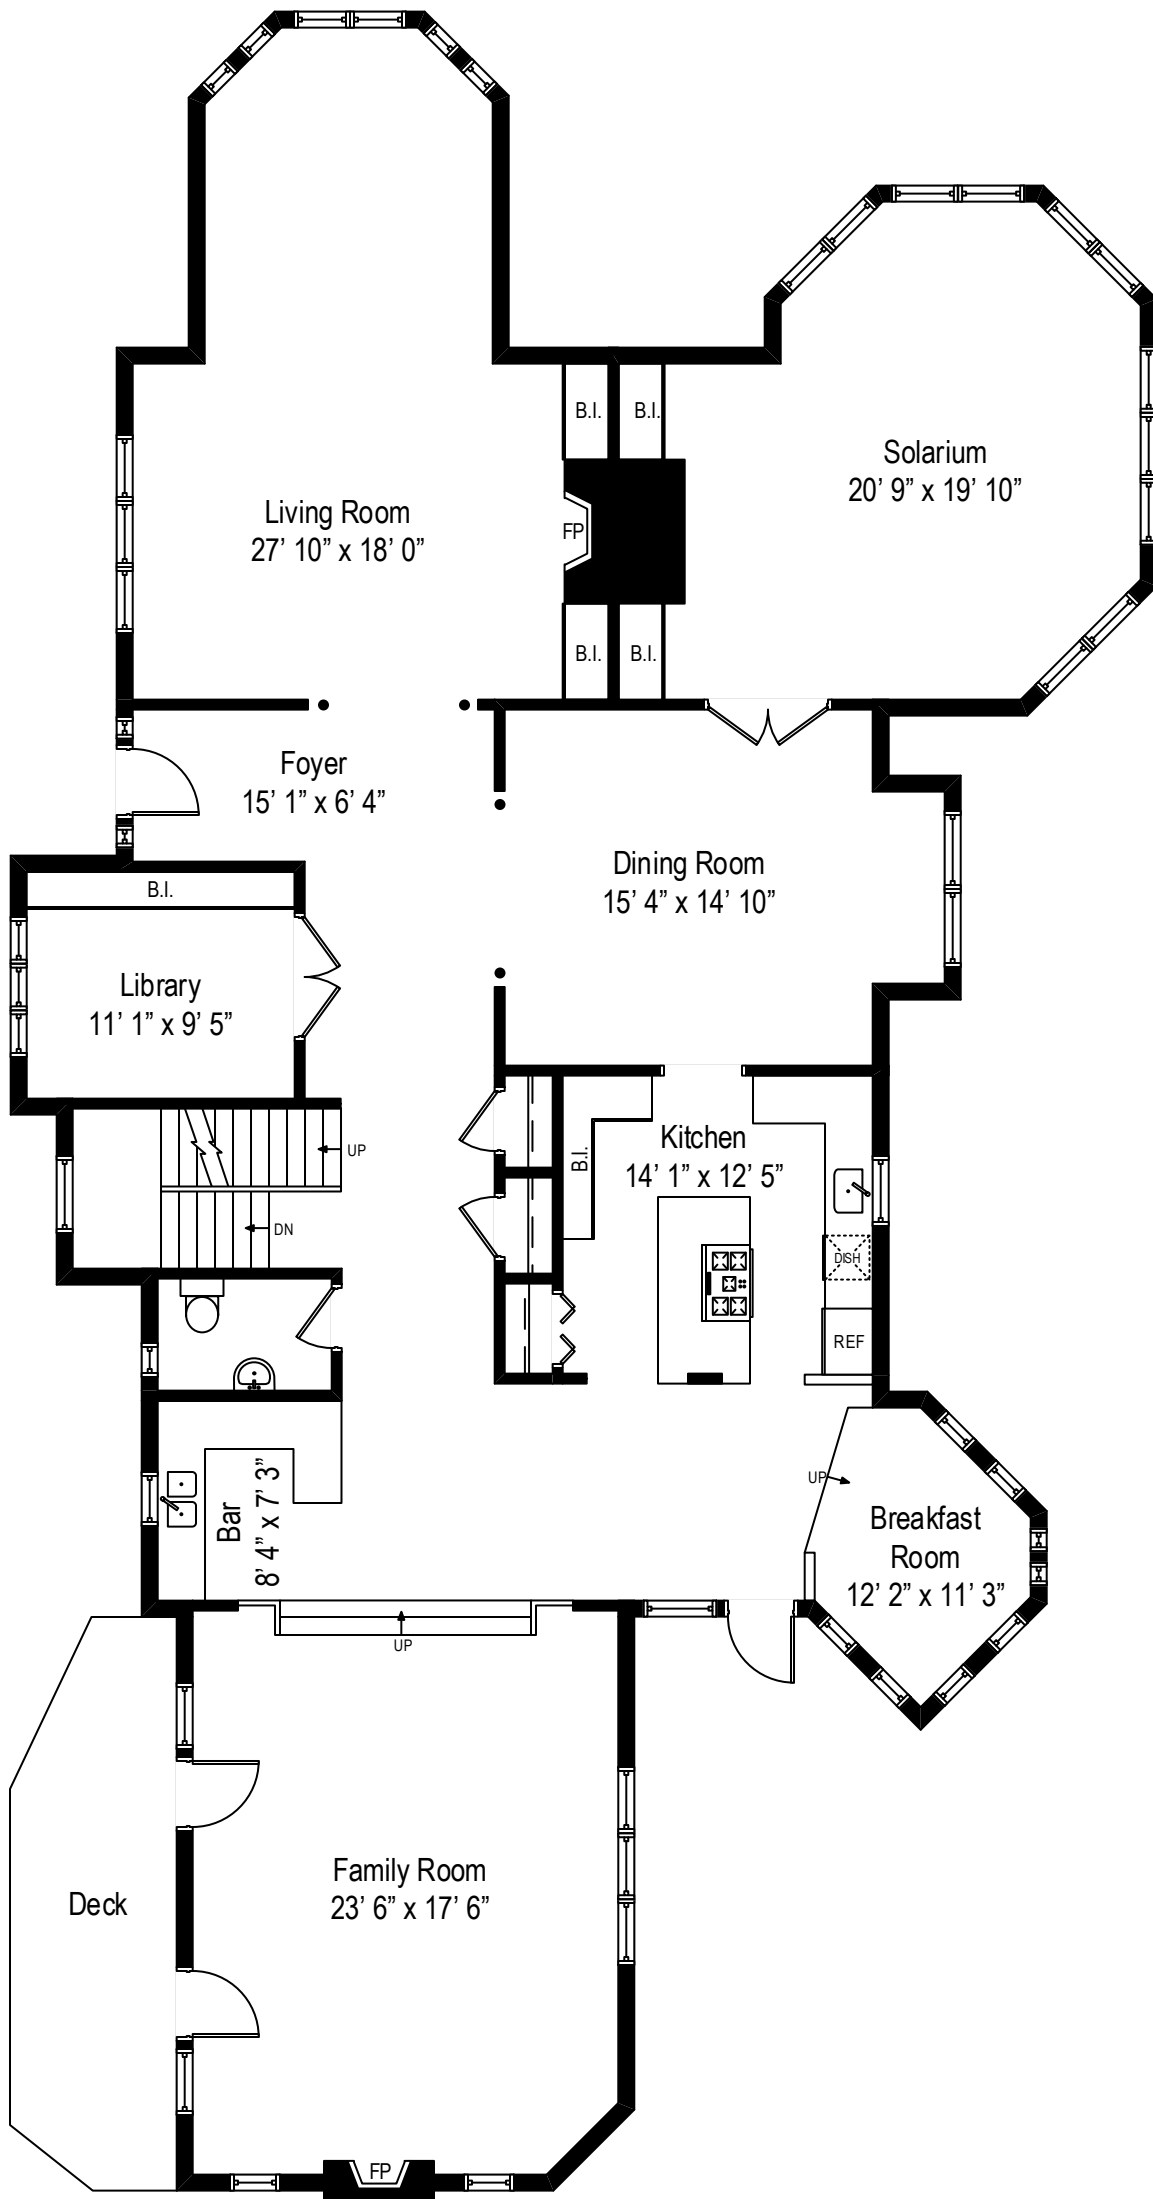 B.I.
B.I.
Solarium
20’ 9” x 19’ 10”
Living Room
27’ 10” x 18’ 0”
FP
B.I.
B.I.
Foyer
15’ 1” x 6’ 4”
Dining Room
15’ 4” x 14’ 10”
B.I.
Library
11’ 1” x 9’ 5”
Kitchen
14’ 1” x 12’ 5”
UP
B.I.
DN
DISH
REF
UP
Bar
8’ 4” x 7’ 3”
Breakfast
Room
12’ 2” x 11’ 3”
UP
Family Room
23’ 6” x 17’ 6”
Deck
FP